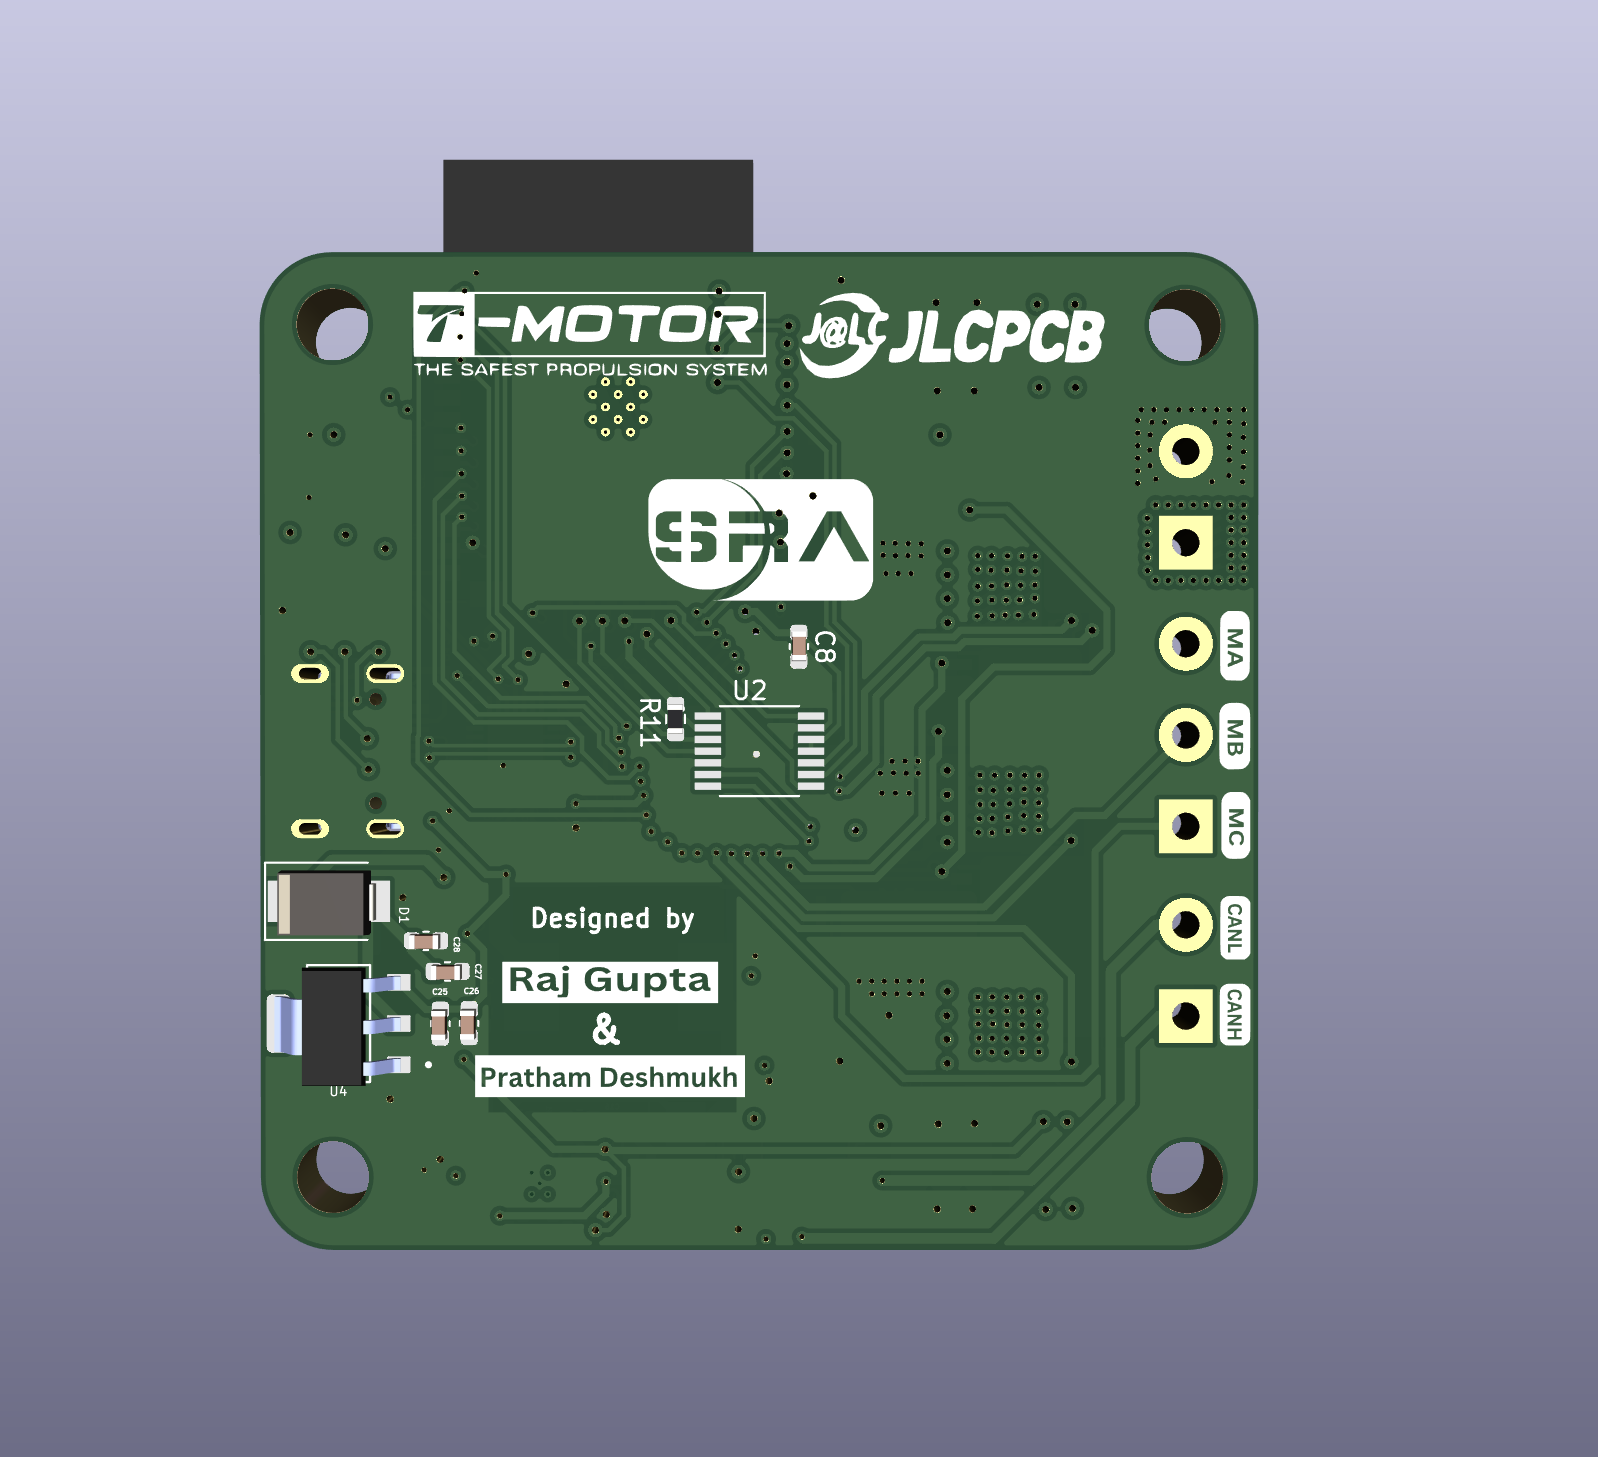 T-MOTOR
THE SAFEST PROPULSION SYSTEM
J@LC JLCPCB
SRA
MA
C8
U2
R11
MB
MC
D1
C28
C27
C25 C26
U4
Designed by
Raj Gupta
&
Pratham Deshmukh
CANL
CANH